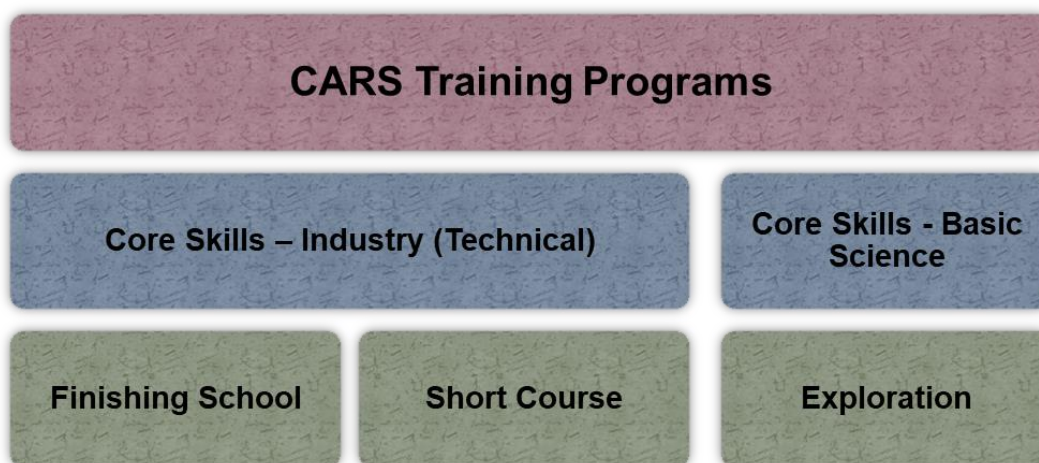 CARS Training Programs
Core Skills – Industry (Technical)
Core Skills - Basic
Science
Finishing School
Short Course
Exploration